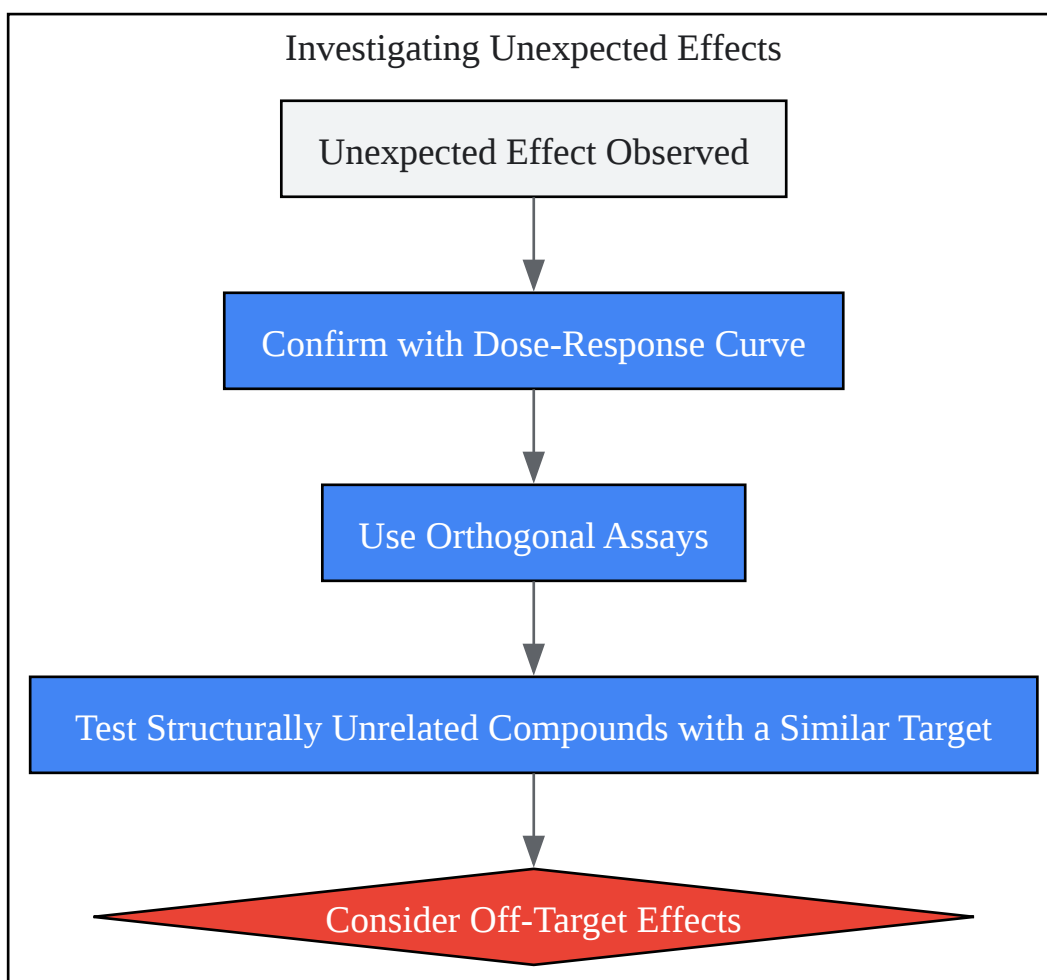 Investigating Unexpected Effects
Unexpected Effect Observed
Confirm with Dose-Response Curve
Use Orthogonal Assays
Test Structurally Unrelated Compounds with a Similar Target
Consider Off-Target Effects